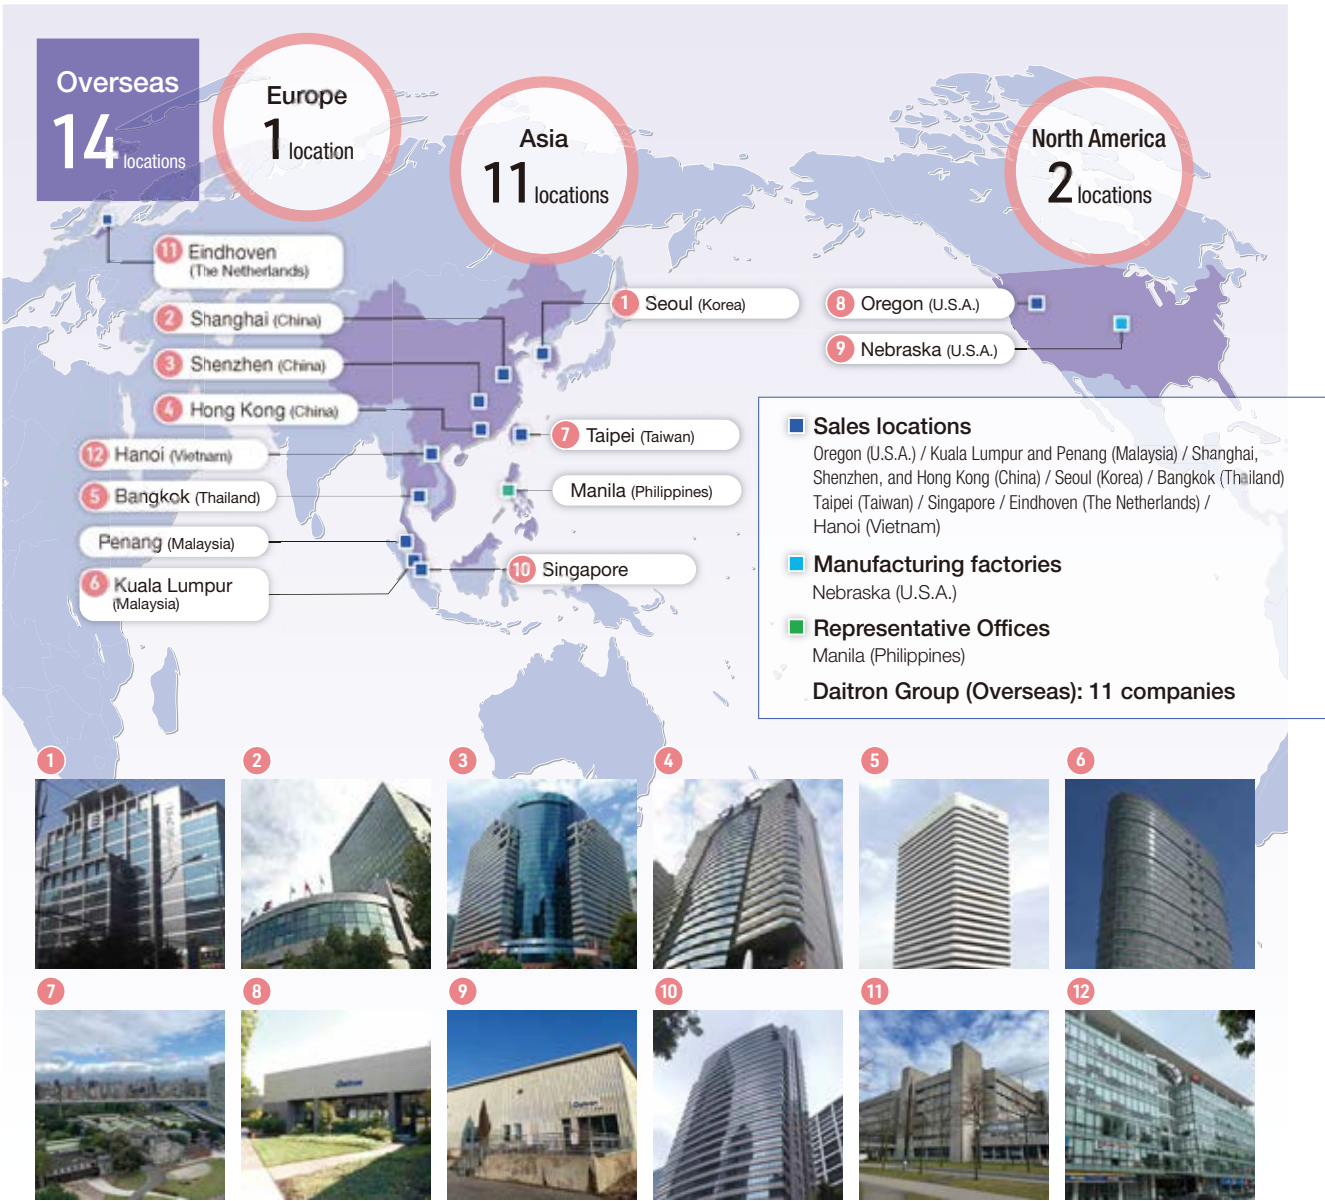 Overseas
14 locations
Europe
1 location
Asia
11 locations
North America
2 locations
11 Eindhoven
(The Netherlands)
2 Shanghai (China)
3 Shenzhen (China)
4 Hong Kong (China)
12 Hanoi (Vietnam)
5 Bangkok (Thailand)
Penang (Malaysia)
6 Kuala Lumpur
(Malaysia)
1 Seoul (Korea)
7 Taipei (Taiwan)
Manila (Philippines)
10 Singapore
8 Oregon (U.S.A.)
9 Nebraska (U.S.A.)
Sales locations
Oregon (U.S.A.) / Kuala Lumpur and Penang (Malaysia) / Shanghai,
Shenzhen, and Hong Kong (China) / Seoul (Korea) / Bangkok (Thailand)
Taipei (Taiwan) / Singapore / Eindhoven (The Netherlands) /
Hanoi (Vietnam)
Manufacturing factories
Nebraska (U.S.A.)
Representative Offices
Manila (Philippines)
Daitron Group (Overseas): 11 companies
1
2
3
4
5
6
7
8
9
10
11
12
Daitron
Daitron